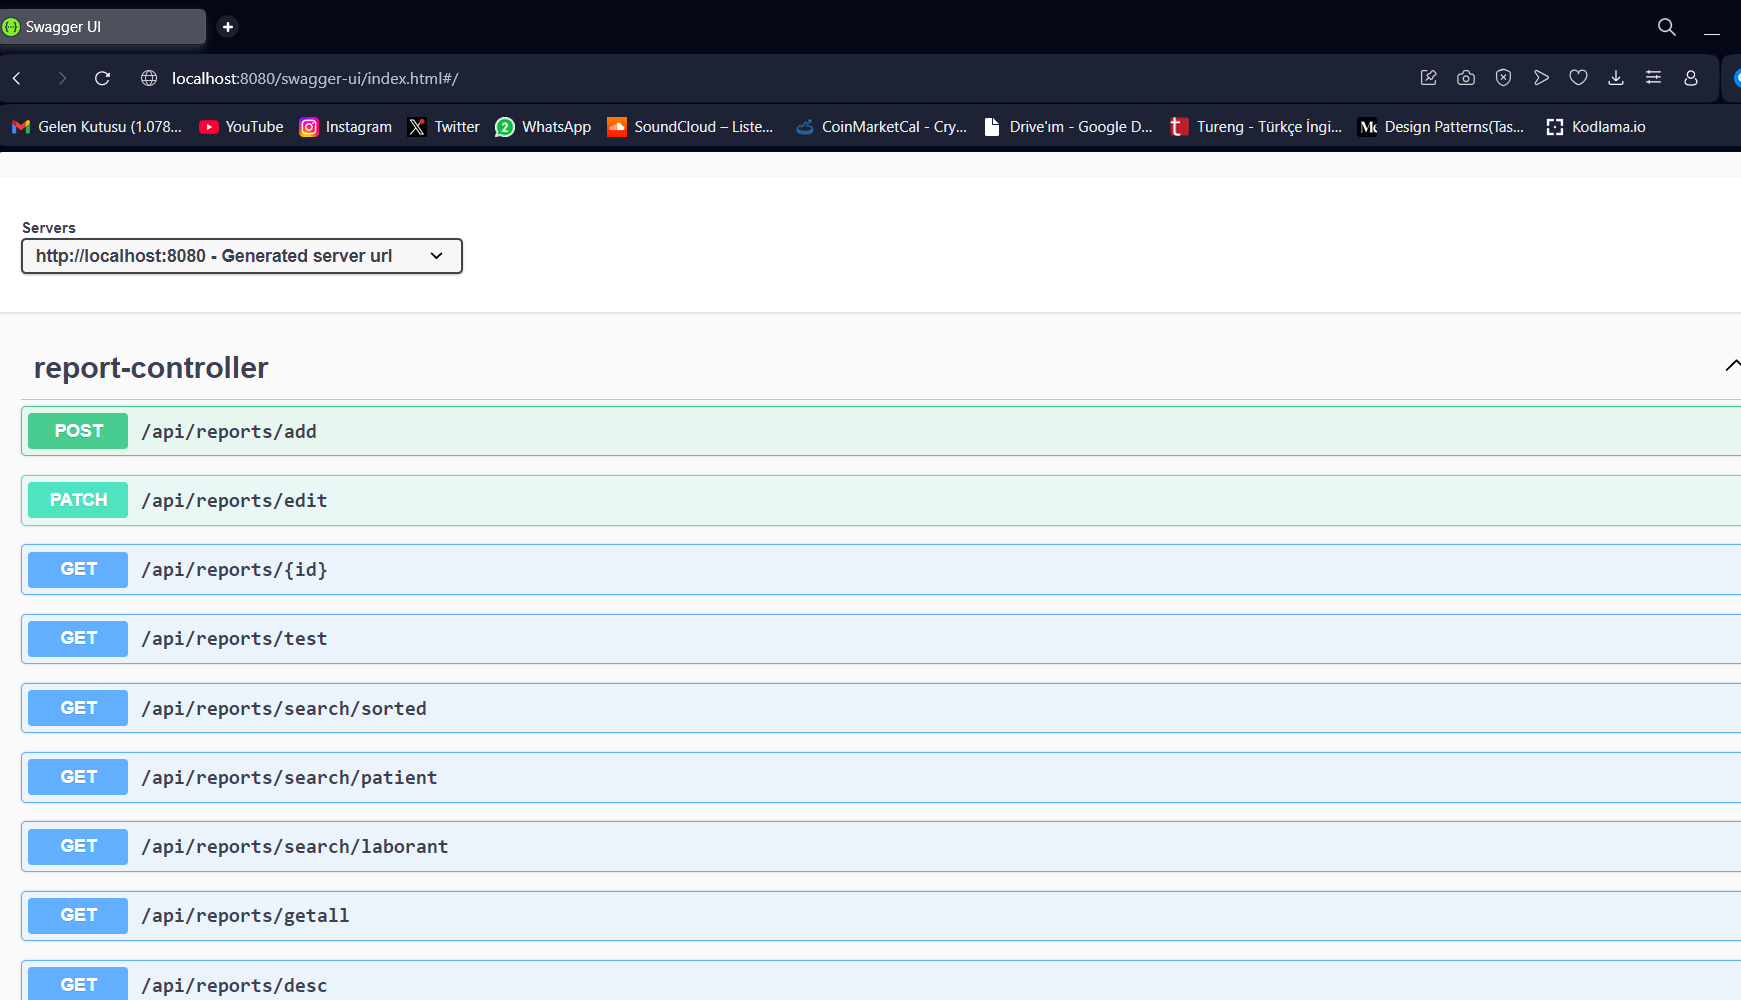 Swagger UI
localhost:8080/swagger-ui/index.html#/
Gelen Kutusu (1.078... YouTube Instagram Twitter 2 WhatsApp SoundCloud – Liste... CoinMarketCal - Cry... Drive'ım - Google D... t Tureng - Türkçe İngi... Design Patterns(Tas... Kodlama.io
Servers
http://localhost:8080 - Generated server url
report-controller
POST /api/reports/add
PATCH /api/reports/edit
GET /api/reports/{id}
GET /api/reports/test
GET /api/reports/search/sorted
GET /api/reports/search/patient
GET /api/reports/search/laborant
GET /api/reports/getall
GET /api/reports/desc